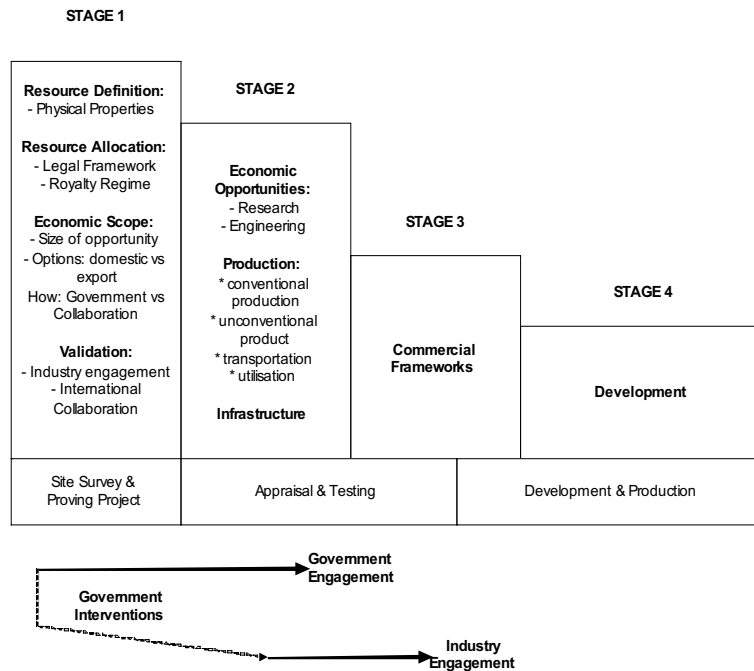 STAGE 1
Resource Definition:
- Physical Properties
Resource Allocation:
- Legal Framework
- Royalty Regime
Economic Scope:
- Size of opportunity
- Options: domestic vs
export
How: Government vs
Collaboration
Validation:
- Industry engagement
- International
Collaboration
STAGE 2
Economic
Opportunities:
- Research
- Engineering
Production:
* conventional
production
* unconventional
product
* transportation
* utilisation
Infrastructure
STAGE 3
Commercial
Frameworks
STAGE 4
Development
Site Survey &
Proving Project
Appraisal & Testing
Development & Production
Government
Engagement
Government
Interventions
Industry
Engagement